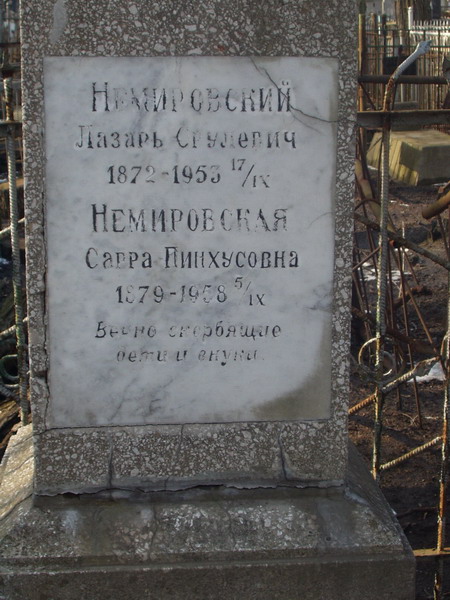 НЕМИРОВСКИЙ
Лазарь Срулевич
1872-1953 17/IX
НЕМИРОВСКАЯ
Сарра Пинхусовна
1879-1958 5/IX
Вечно скорбящие
дети и внуки.